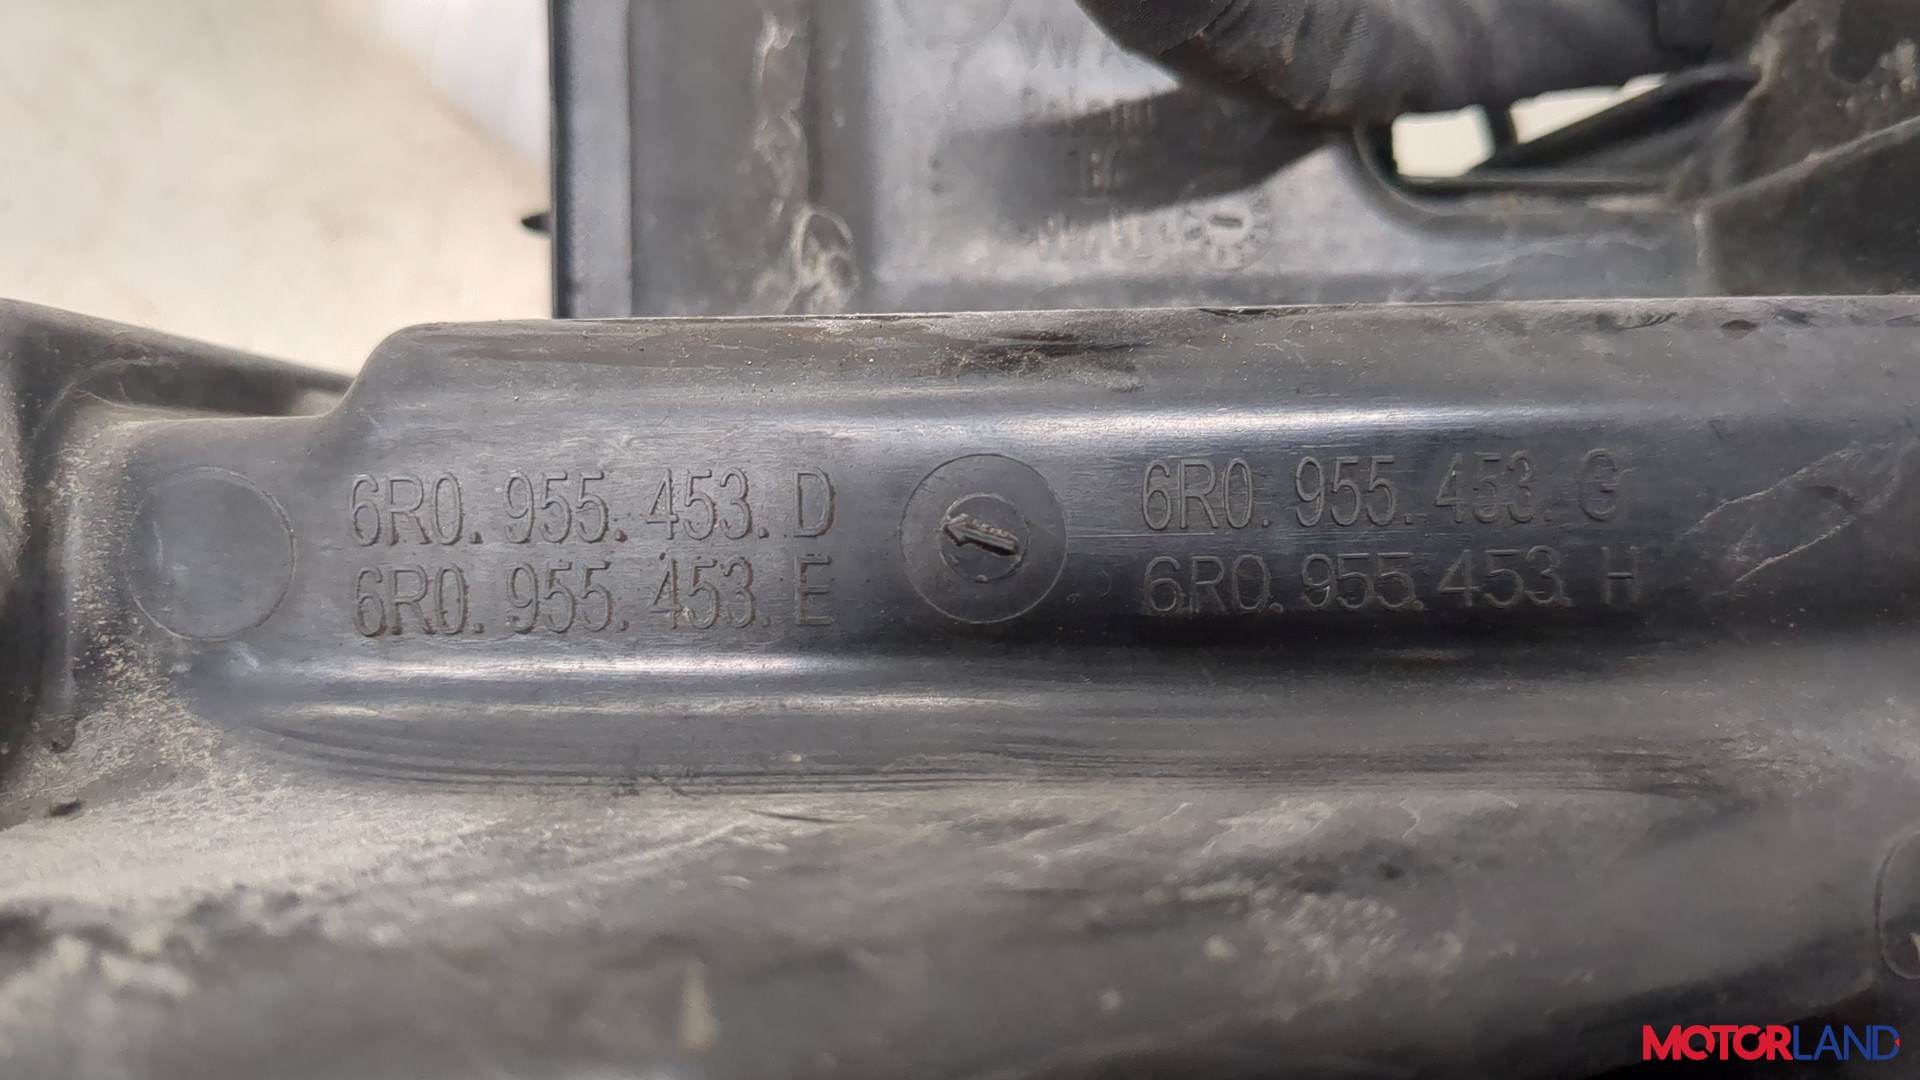 6R0. 955. 453. D
6R0. 955. 453. E
6R0. 955. 453. G
6R0. 955. 453. H
MOTORLAND